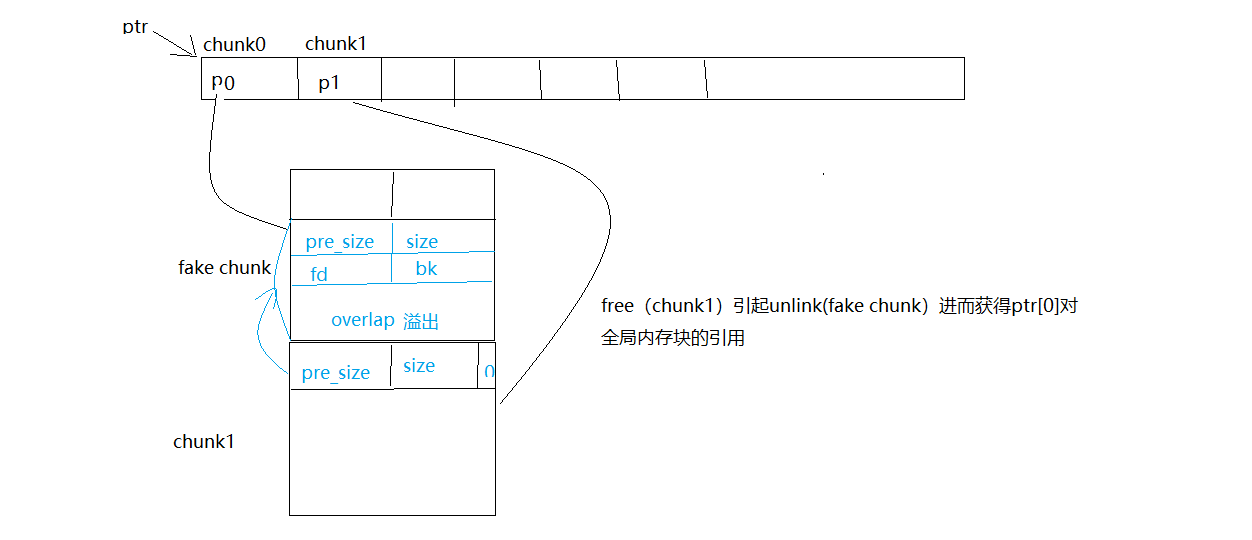 ptr
chunk0 chunk1
p0 p1
pre_size size
fake chunk
fd bk
overlap 溢出
free（chunk1）引起unlink(fake chunk）进而获得ptr[0]对
全局内存块的引用
pre_size size 0
chunk1